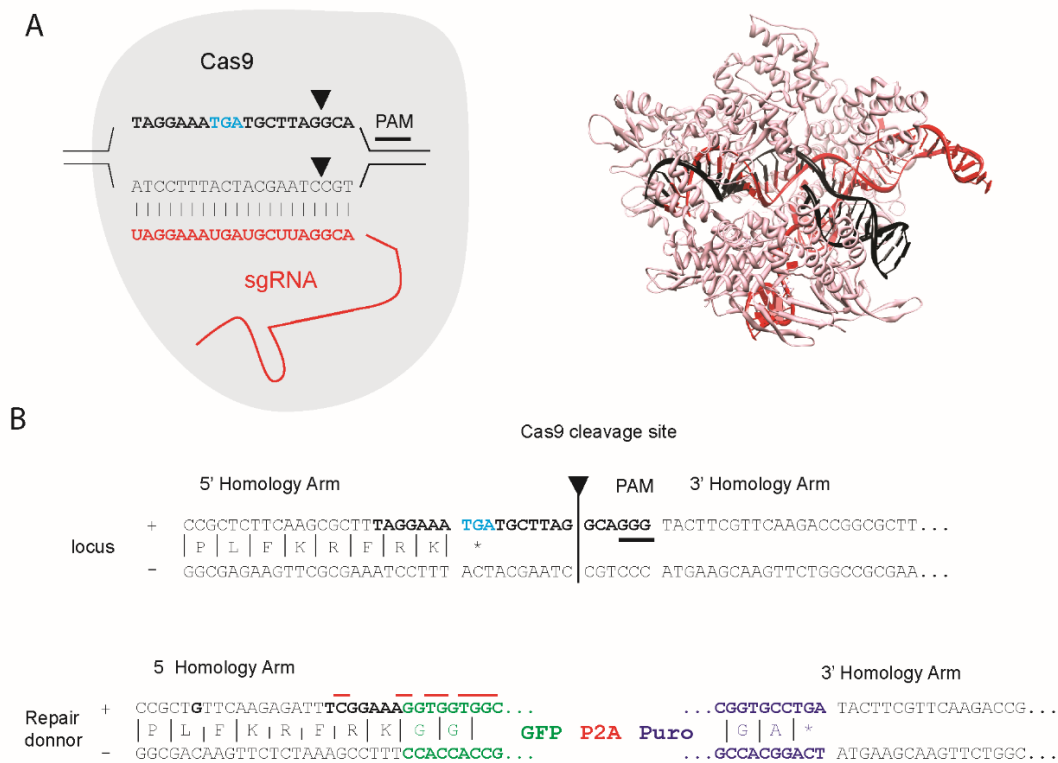 A
Cas9
TAGGAAATGATGCTTAGGCA
PAM
ATCCTTTACTACGAATCCGT
UAGGAAAUGAUGCUUAGGCA
sgRNA
B
Cas9 cleavage site
5' Homology Arm PAM 3' Homology Arm
+ CCGCTCTTCAAGCGCTTTAGGAAA TGATGCTTAG GCAGGG TACTTCGTTCAAGACCGGCGCTT...
locus
P L F K R F R K *
- GGCGAGAAGTTCGCGAAATCCTTT ACTACGAATC CGTCCC ATGAAGCAAGTTCTGGCCGCGAA...
5 Homology Arm 3' Homology Arm
+ CCGCTGTTCAAGAGATTTCGGAAAGGTGGTGGC... ...CGGTGCCTGA TACTTCGTTCAAGACCG...
Repair donnor
P L F K R F R K G G GFP P2A Puro G A *
- GGCGACAAGTTCTCTAAAGCCTTTCCACCACCG ...GCCACGGACT ATGAAGCAAGTTCTGGC...